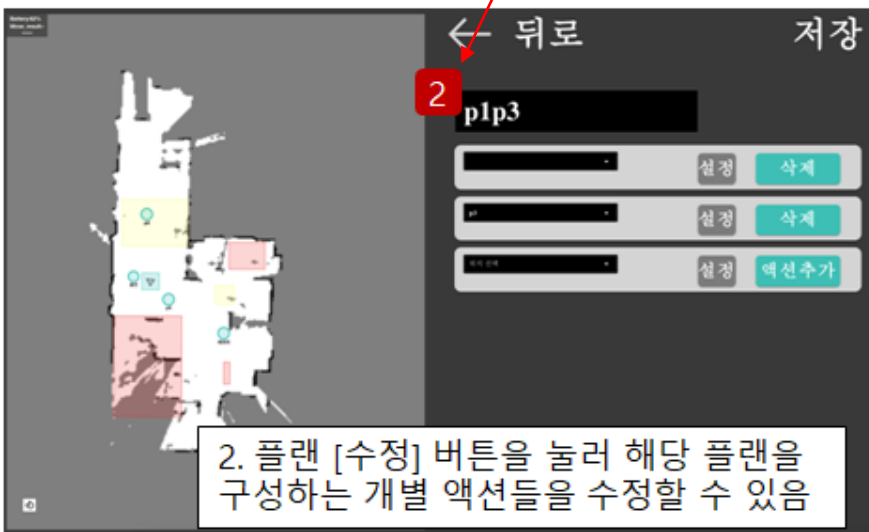 ← 뒤로 저장
2
p1p3
설정 삭제
설정 삭제
설정 액션추가
2. 플랜 [수정] 버튼을 눌러 해당 플랜을
구성하는 개별 액션들을 수정할 수 있음